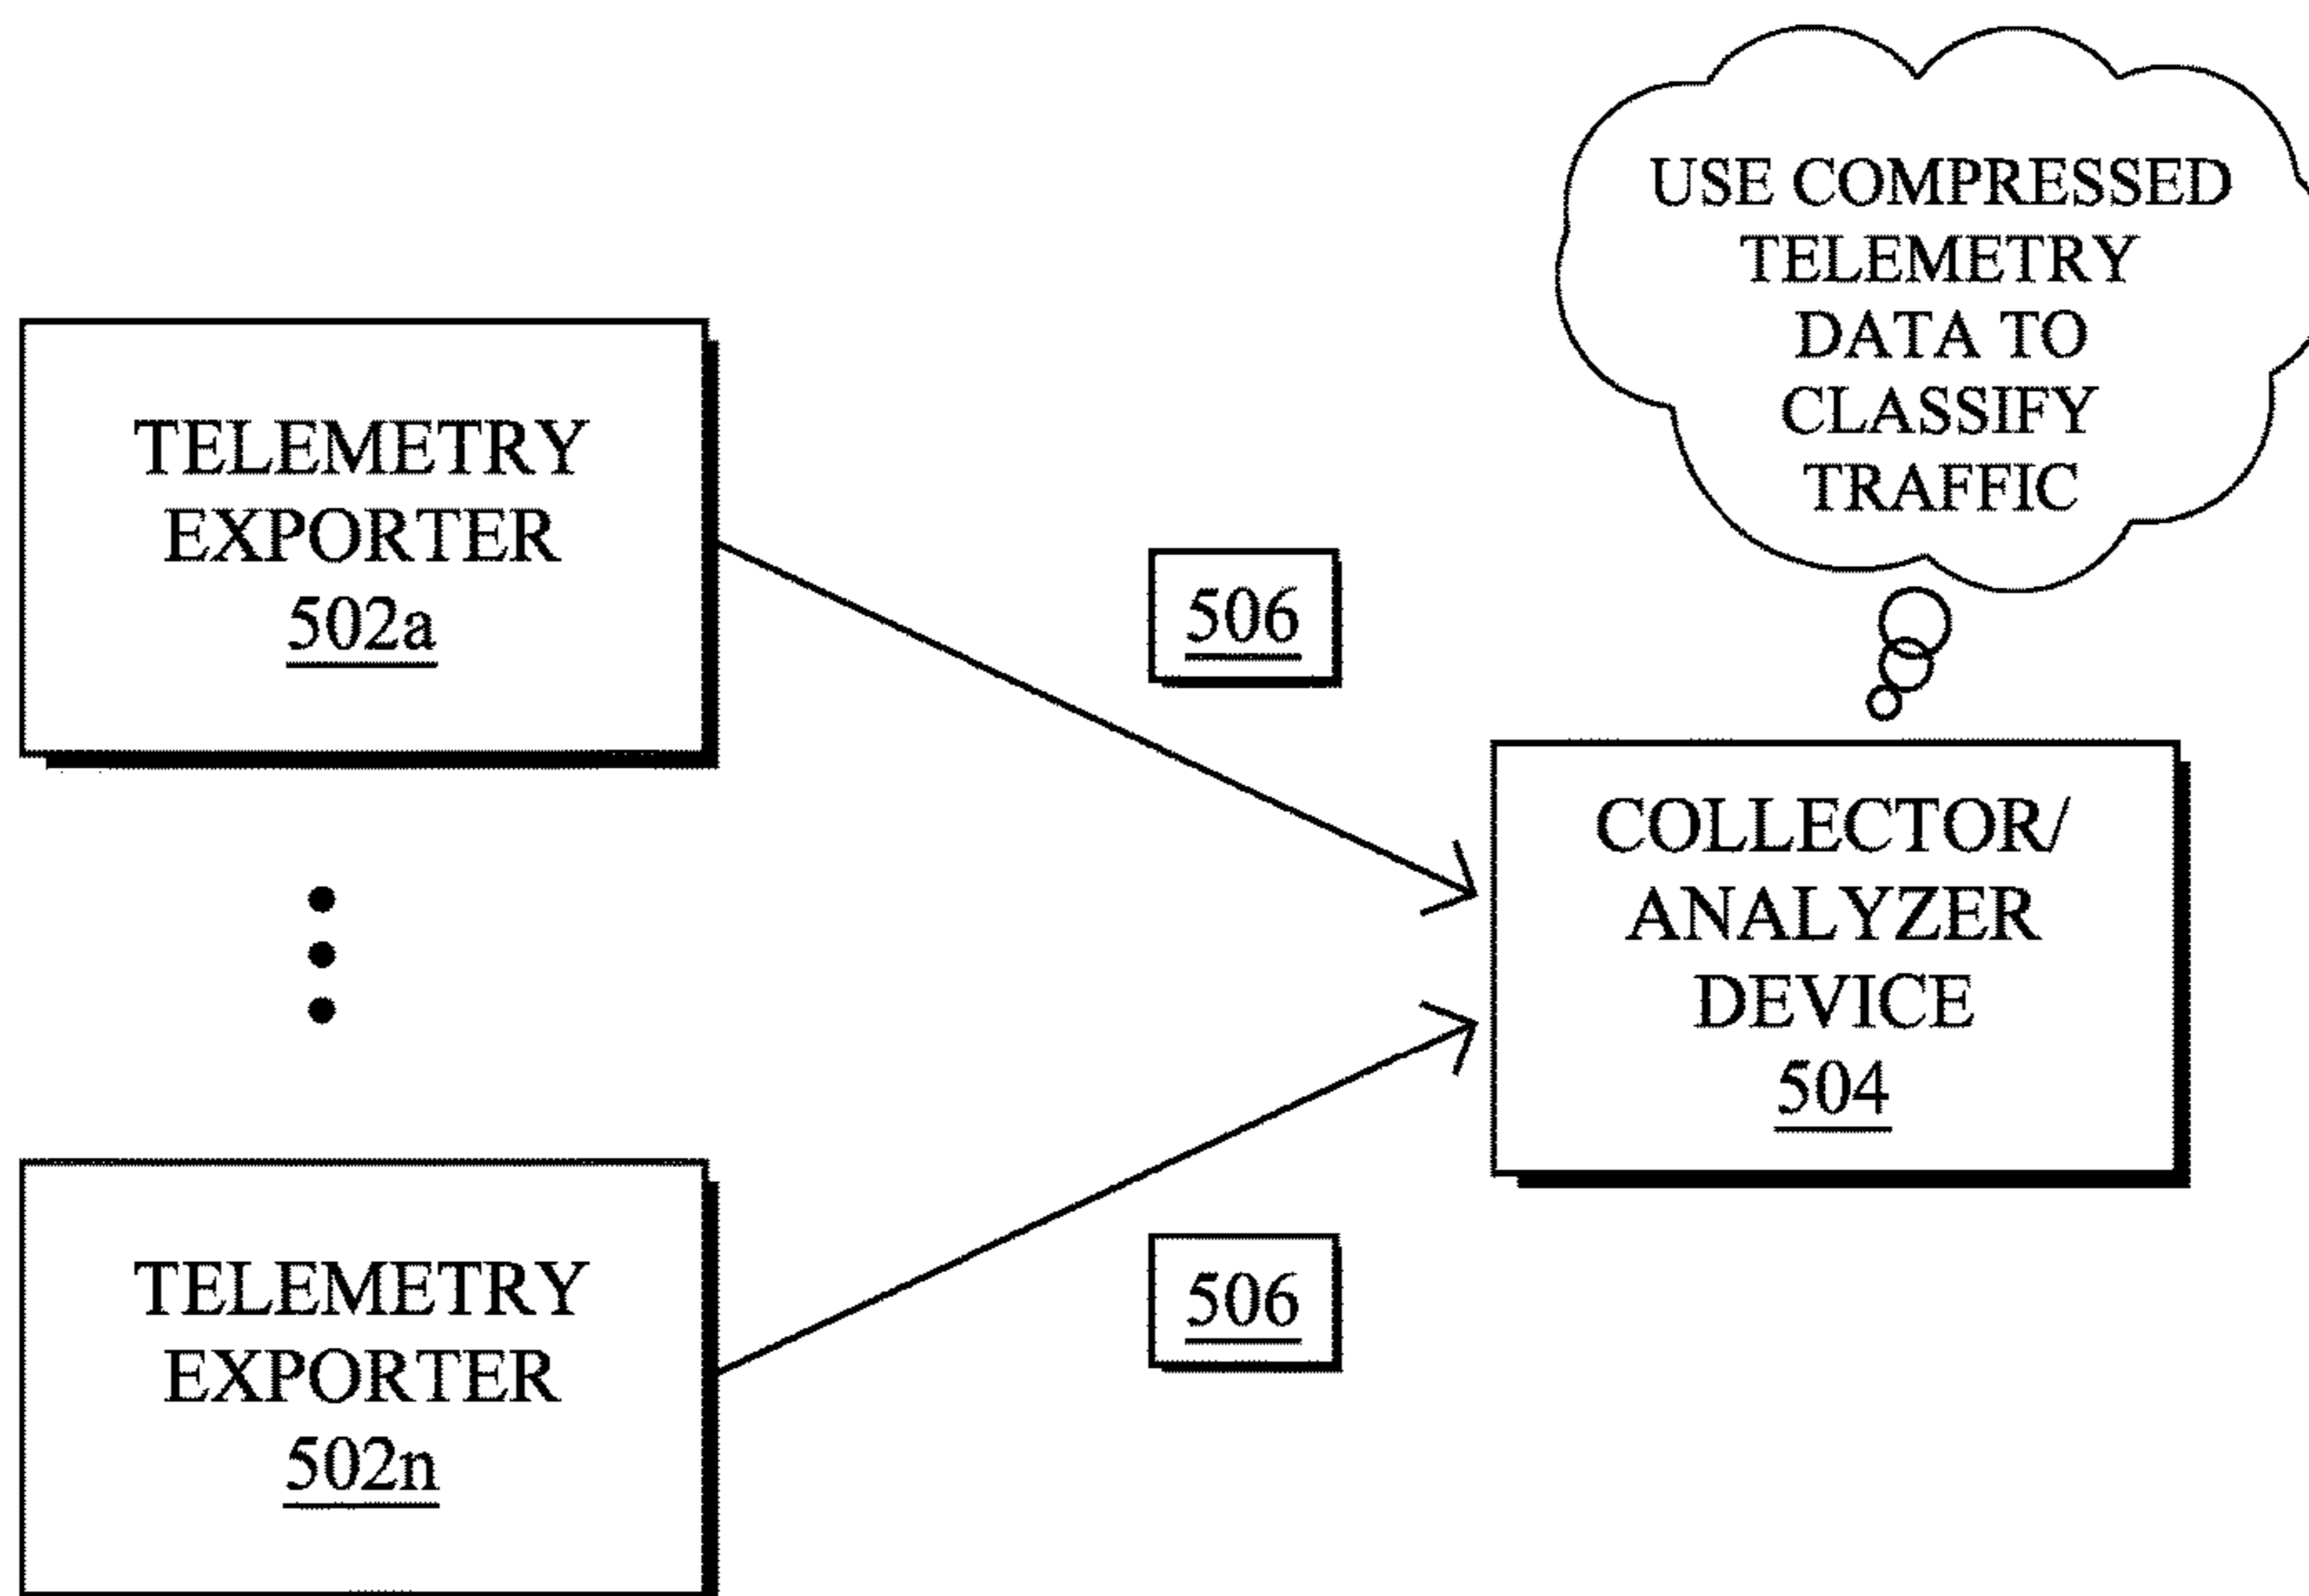 USE COMPRESSED
TELEMETRY
DATA TO
CLASSIFY
TRAFFIC
TELEMETRY
EXPORTER
502a
506
COLLECTOR/
ANALYZER
DEVICE
504
TELEMETRY
EXPORTER
502n
506